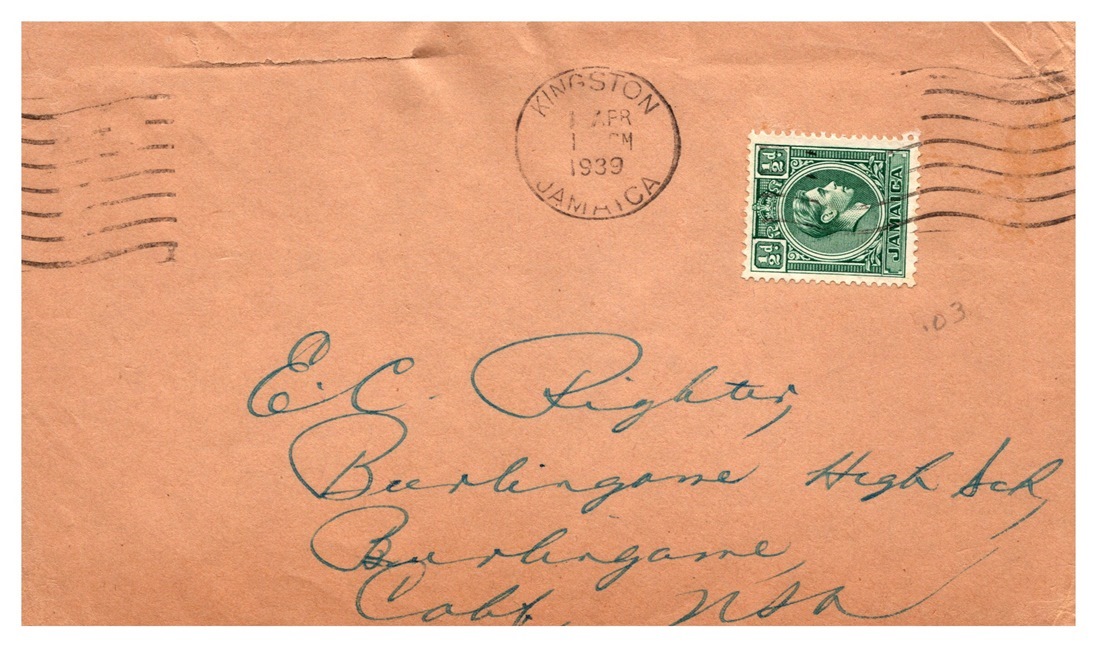 KINGSTON
1 APR
1 PM
1939
JAMAICA
½d.
½d.
JAMAICA
.03
E. C. Righter,
Burlingame High Sch,
Burlingame,
Calif, USA